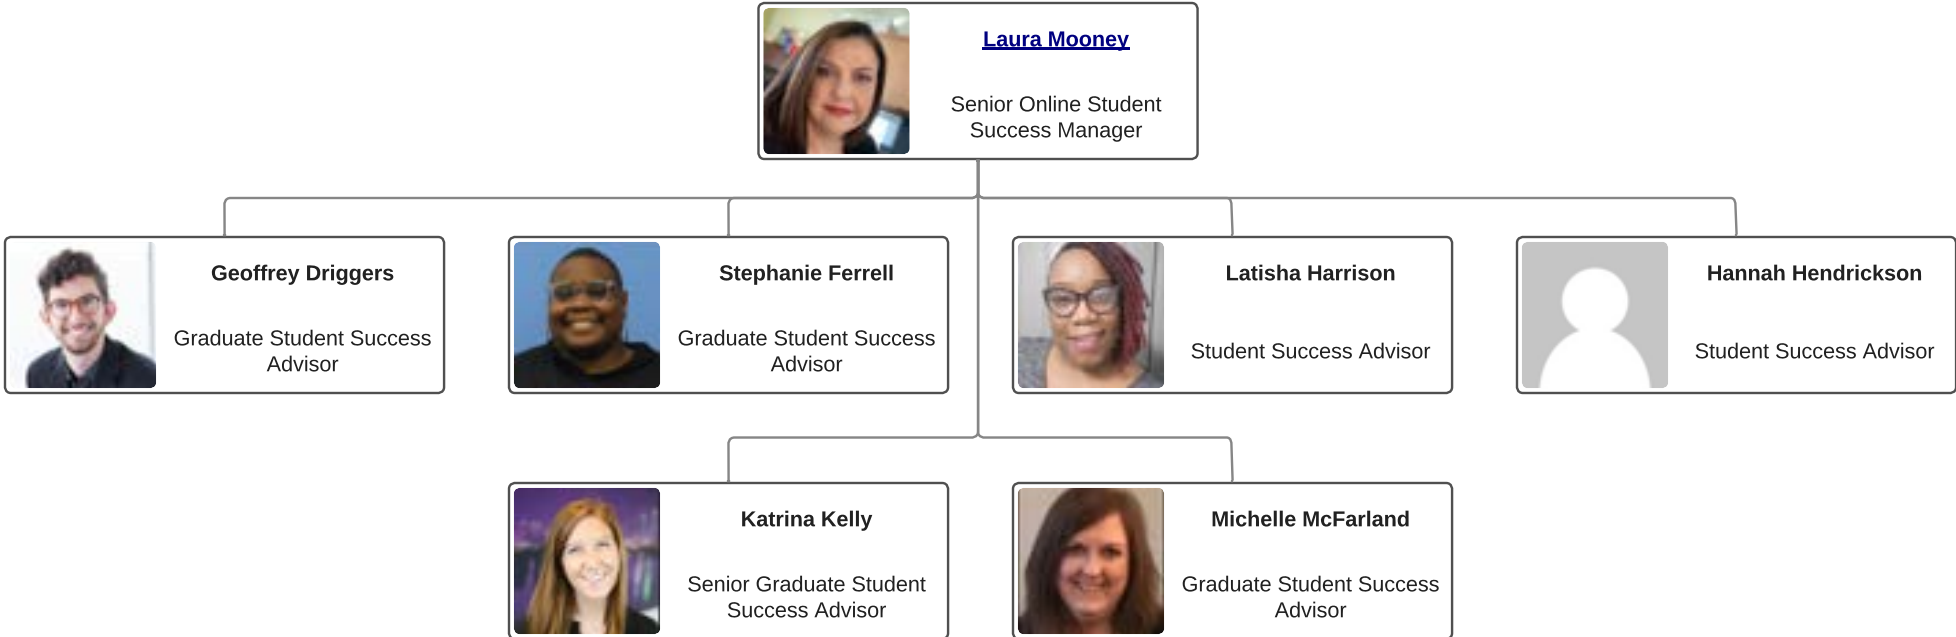 Laura Mooney
Senior Online Student
Success Manager
Geoffrey Driggers
Graduate Student Success
Advisor
Stephanie Ferrell
Graduate Student Success
Advisor
Latisha Harrison
Student Success Advisor
Hannah Hendrickson
Student Success Advisor
Katrina Kelly
Senior Graduate Student
Success Advisor
Michelle McFarland
Graduate Student Success
Advisor